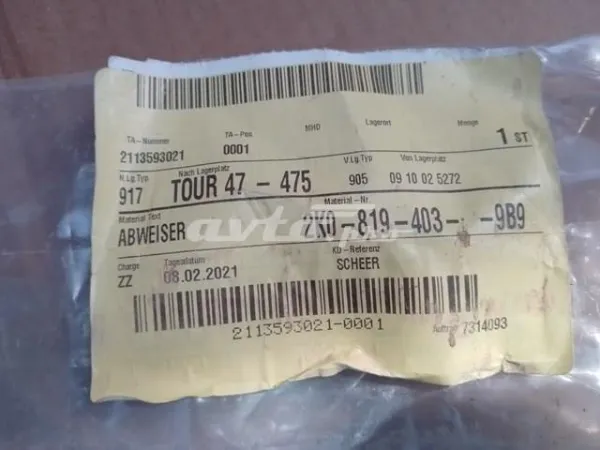 TA-Nummer TA-Pos MHD Lagerort Menge
2113593021 0001 1 ST
N.Lg.Typ Nach Lagerplatz V.Lg.Typ Von Lagerplatz
917 TOUR 47 - 475 905 09 10 02 5272
Material Text Material-Nr.
ABWEISER 2K0-819-403- -9B9
Charge Tagesdatum KD-Referenz
ZZ 08.02.2021 SCHEER
2113593021-0001 Auftrag 7314093